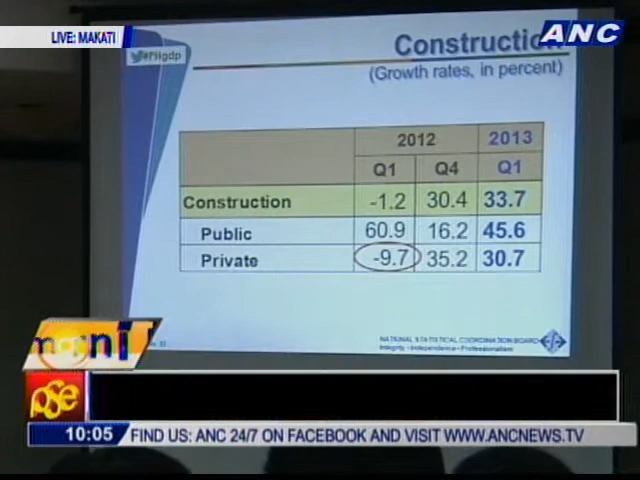 LIVE: MAKATI
ANC
#PHgdp
Construction
(Growth rates, in percent)
2012 2013
Q1 Q4 Q1
Construction -1.2 30.4 33.7
Public 60.9 16.2 45.6
Private -9.7 35.2 30.7
NATIONAL STATISTICAL COORDINATION BOARD
Integrity • Independence • Professionalism
pse
10:05 FIND US: ANC 24/7 ON FACEBOOK AND VISIT WWW.ANCNEWS.TV